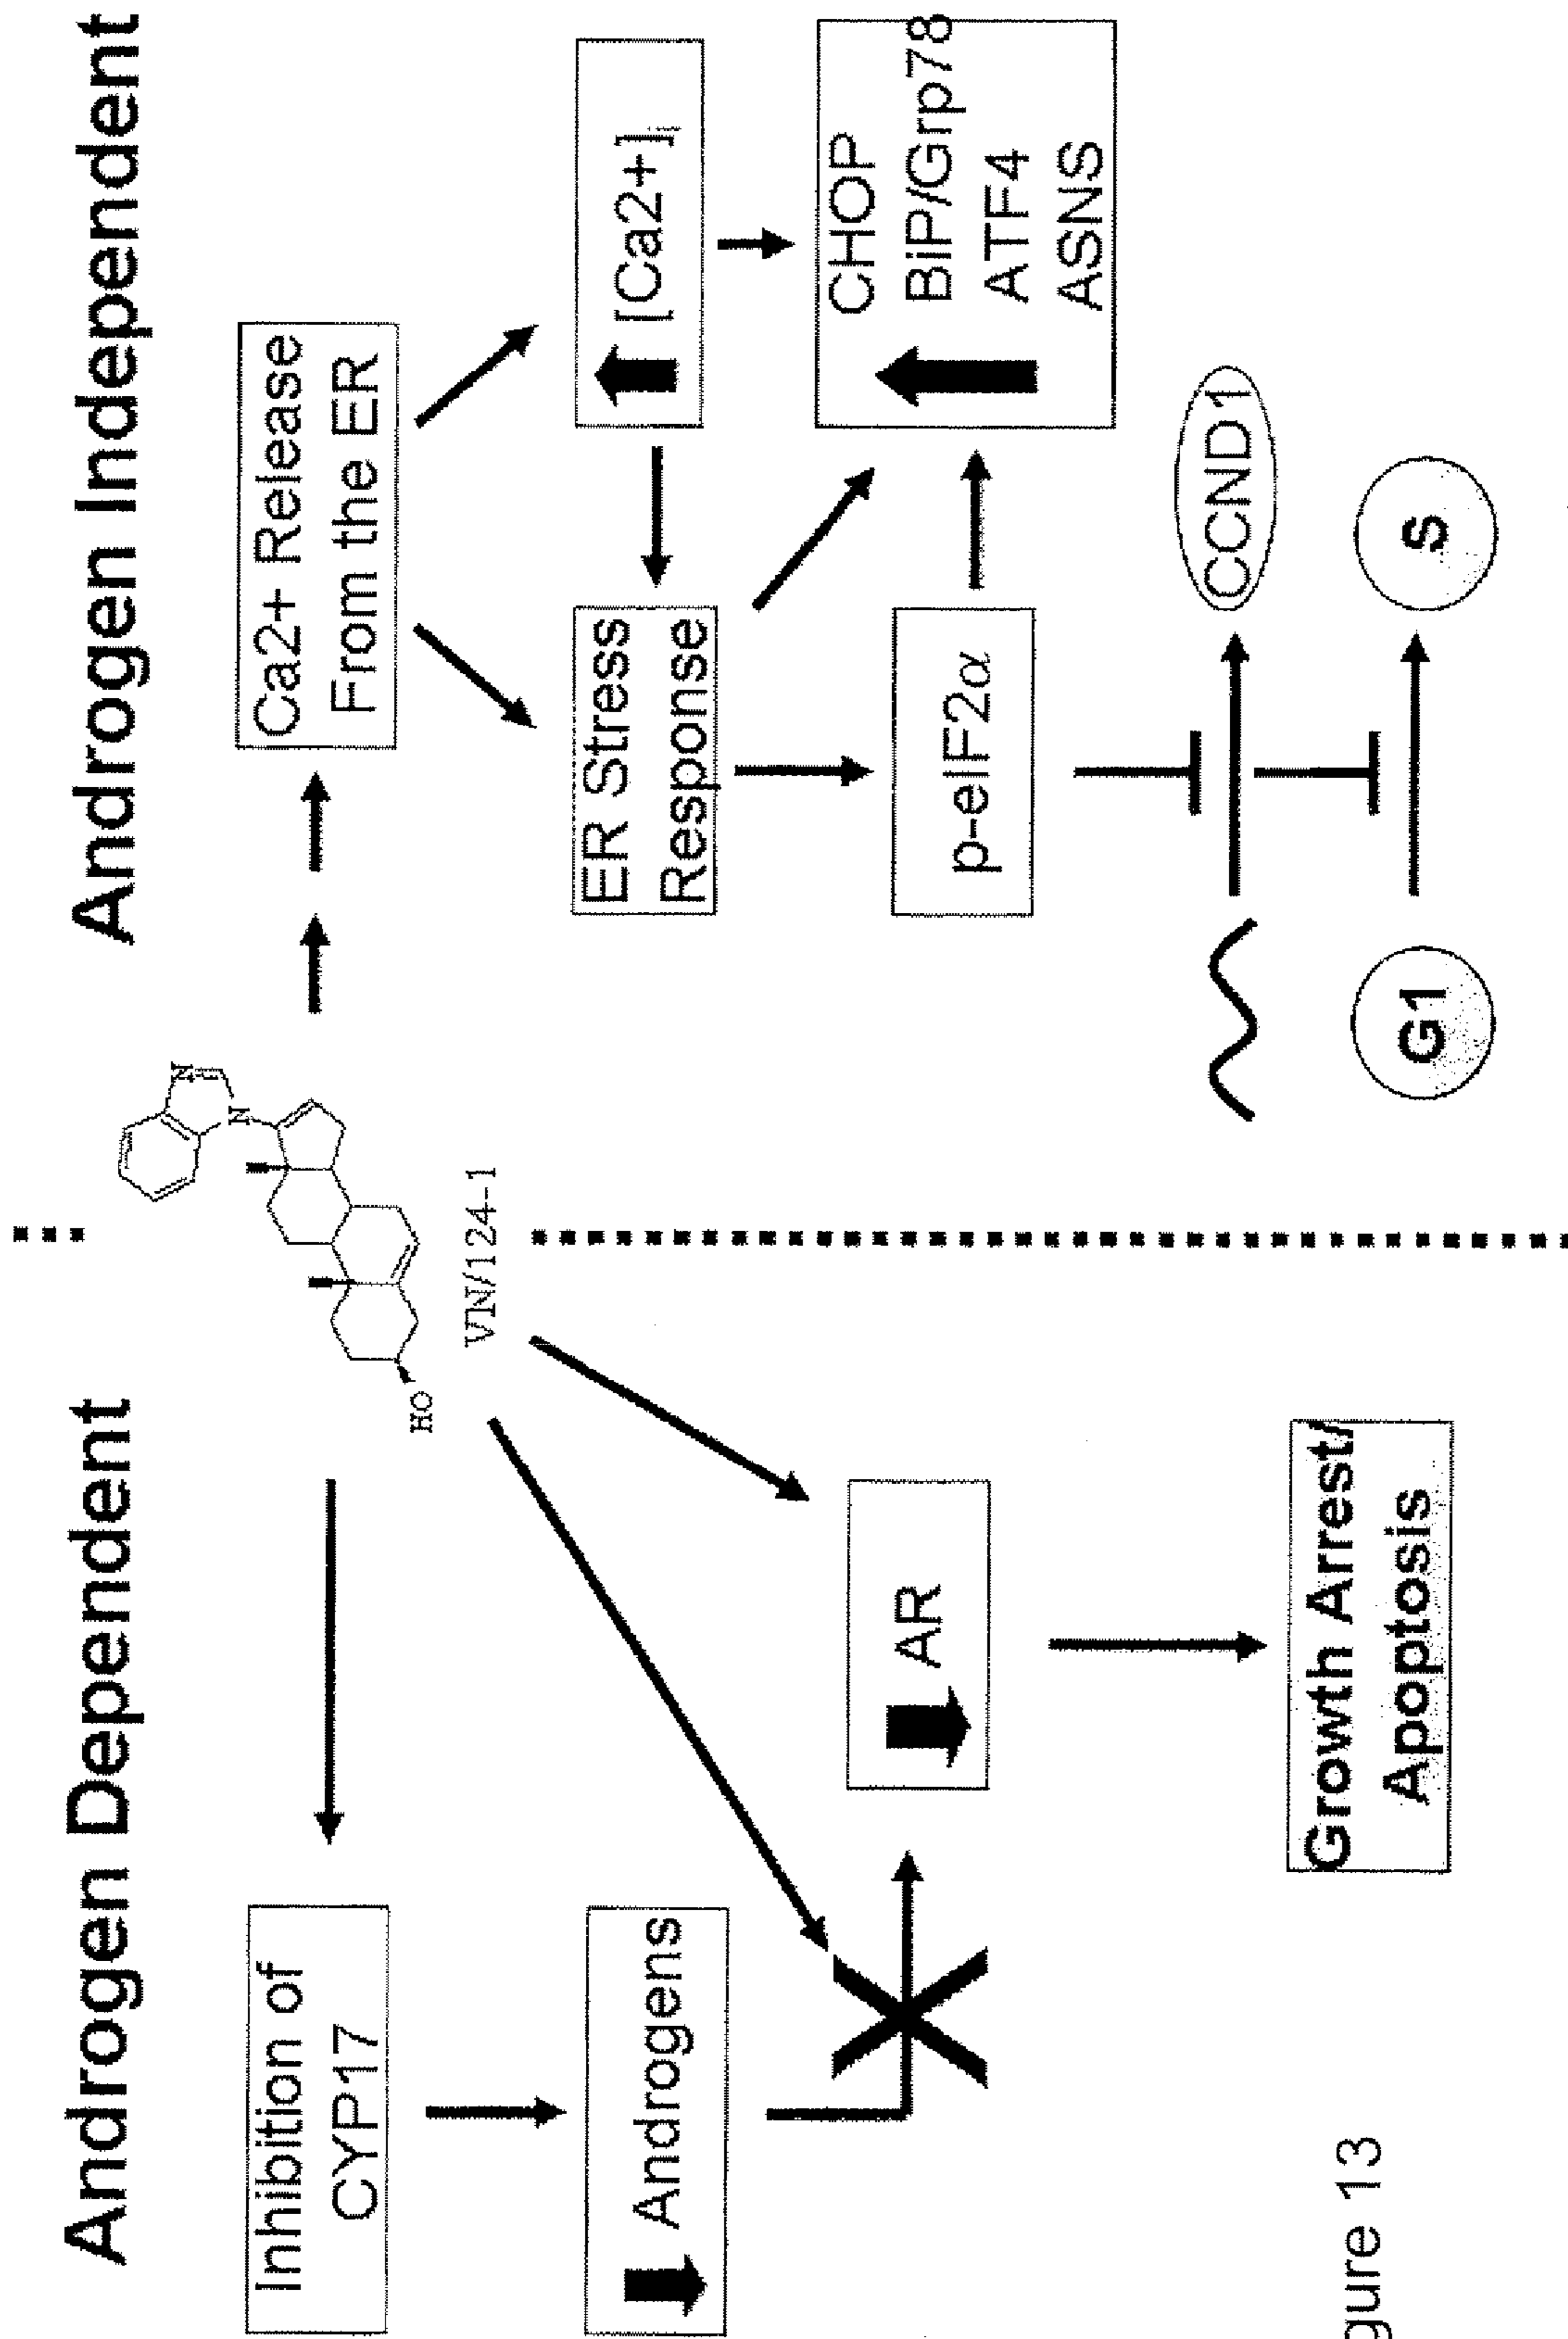 Androgen Dependent
Androgen Independent
Inhibition of
CYP17
Androgens
AR
Growth Arrest/
Apoptosis
N
N
HO
VN/124-1
Ca2+ Release
From the ER
ER Stress
Response
[Ca2+]i
p-eIF2α
CHOP
BiP/Grp78
ATF4
ASNS
CCND1
G1
S
gure 13